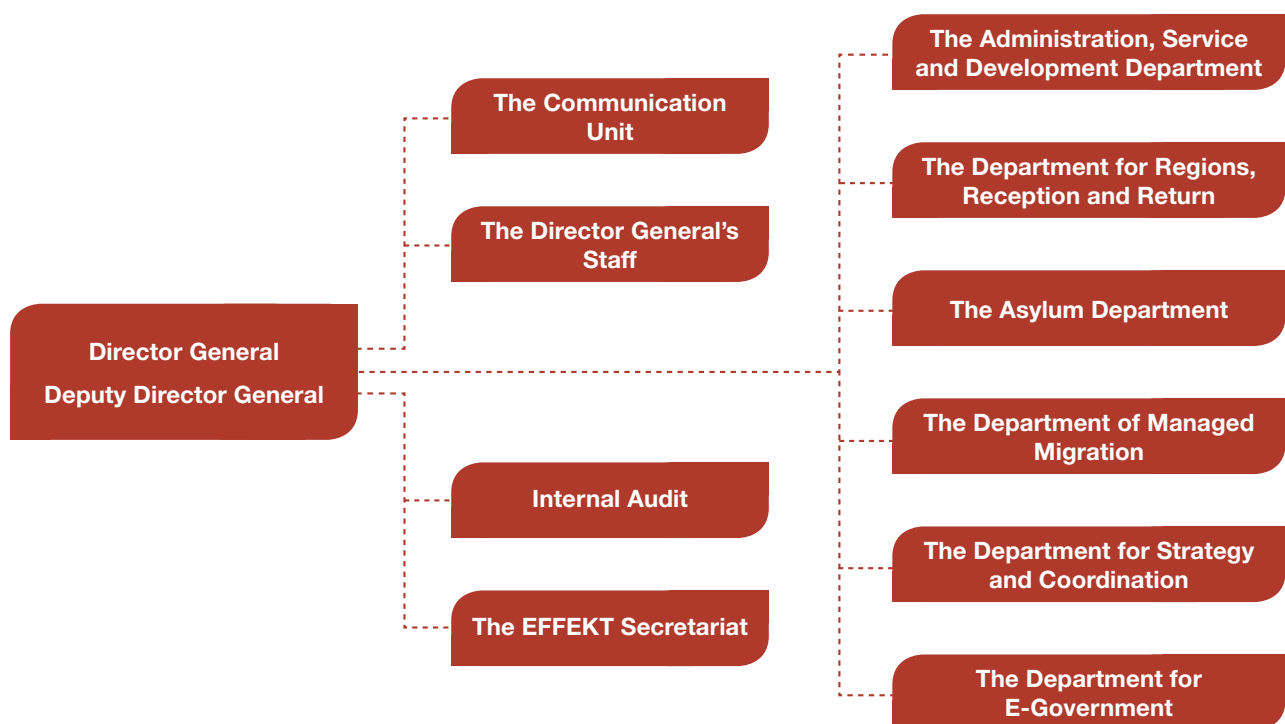 Director General
Deputy Director General
The Communication
Unit
The Director General’s
Staff
Internal Audit
The EFFEKT Secretariat
The Administration, Service
and Development Department
The Department for Regions,
Reception and Return
The Asylum Department
The Department of Managed
Migration
The Department for Strategy
and Coordination
The Department for
E-Government